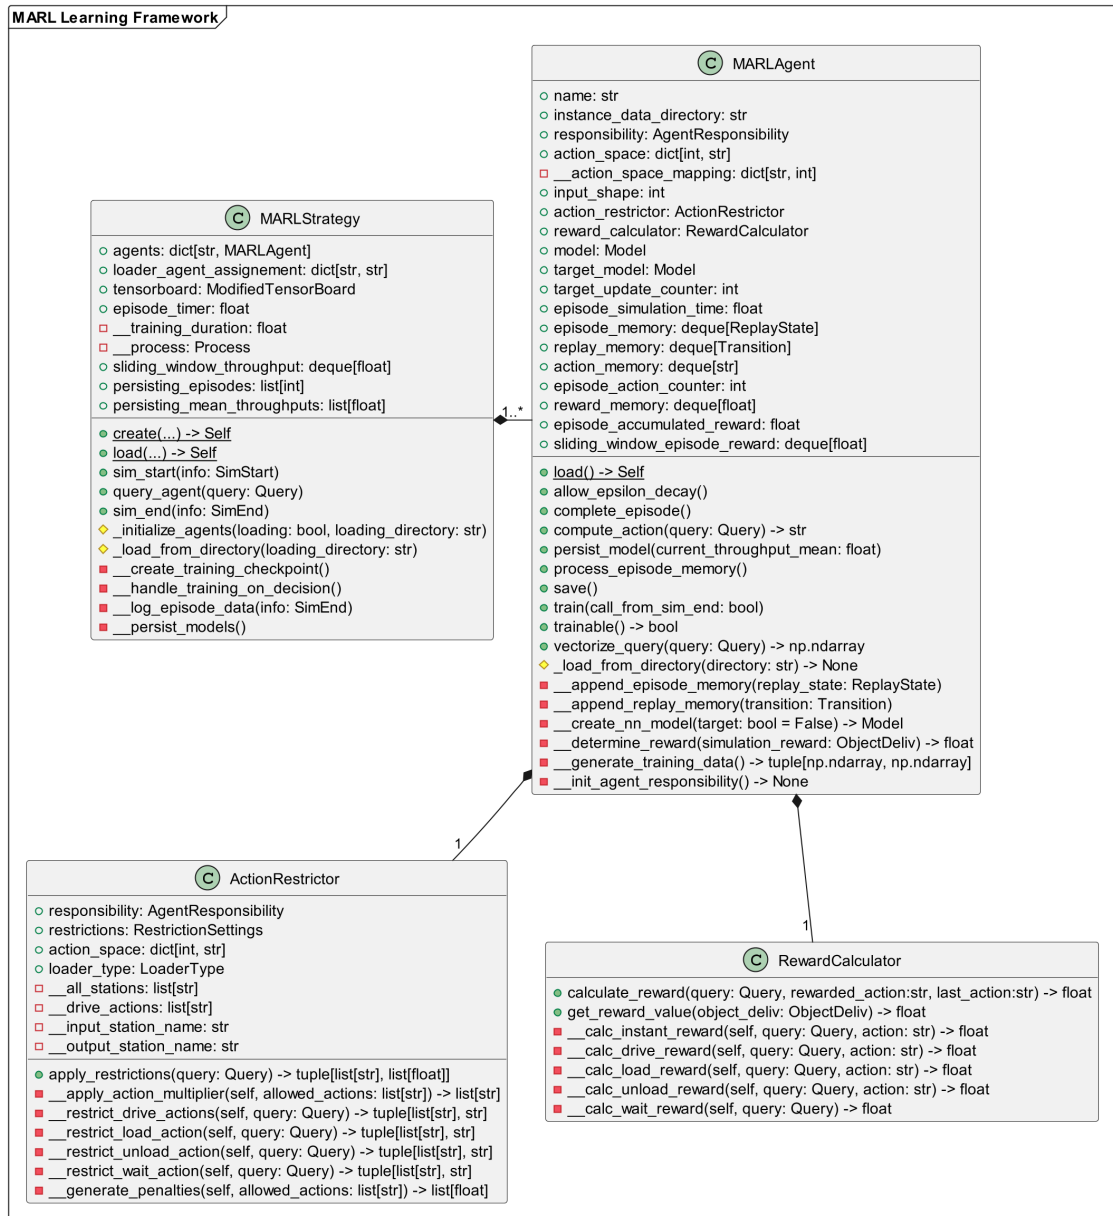 MARL Learning Framework
C MARLAgent
name: str
instance_data_directory: str
responsibility: AgentResponsibility
action_space: dict[int, str]
__action_space_mapping: dict[str, int]
input_shape: int
action_restrictor: ActionRestrictor
reward_calculator: RewardCalculator
model: Model
target_model: Model
target_update_counter: int
episode_simulation_time: float
episode_memory: deque[ReplayState]
replay_memory: deque[Transition]
action_memory: deque[str]
episode_action_counter: int
reward_memory: deque[float]
episode_accumulated_reward: float
sliding_window_episode_reward: deque[float]
load() -> Self
allow_epsilon_decay()
complete_episode()
compute_action(query: Query) -> str
persist_model(current_throughput_mean: float)
process_episode_memory()
save()
train(call_from_sim_end: bool)
trainable() -> bool
vectorize_query(query: Query) -> np.ndarray
_load_from_directory(directory: str) -> None
__append_episode_memory(replay_state: ReplayState)
__append_replay_memory(transition: Transition)
__create_nn_model(target: bool = False) -> Model
__determine_reward(simulation_reward: ObjectDeliv) -> float
__generate_training_data() -> tuple[np.ndarray, np.ndarray]
__init_agent_responsibility() -> None
C MARLStrategy
agents: dict[str, MARLAgent]
loader_agent_assignement: dict[str, str]
tensorboard: ModifiedTensorBoard
episode_timer: float
__training_duration: float
__process: Process
sliding_window_throughput: deque[float]
persisting_episodes: list[int]
persisting_mean_throughputs: list[float]
create(...) -> Self
load(...) -> Self
sim_start(info: SimStart)
query_agent(query: Query)
sim_end(info: SimEnd)
_initialize_agents(loading: bool, loading_directory: str)
_load_from_directory(loading_directory: str)
__create_training_checkpoint()
__handle_training_on_decision()
__log_episode_data(info: SimEnd)
__persist_models()
1..*
1
1
C ActionRestrictor
responsibility: AgentResponsibility
restrictions: RestrictionSettings
action_space: dict[int, str]
loader_type: LoaderType
__all_stations: list[str]
__drive_actions: list[str]
__input_station_name: str
__output_station_name: str
apply_restrictions(query: Query) -> tuple[list[str], list[float]]
__apply_action_multiplier(self, allowed_actions: list[str]) -> list[str]
__restrict_drive_actions(self, query: Query) -> tuple[list[str], str]
__restrict_load_action(self, query: Query) -> tuple[list[str], str]
__restrict_unload_action(self, query: Query) -> tuple[list[str], str]
__restrict_wait_action(self, query: Query) -> tuple[list[str], str]
__generate_penalties(self, allowed_actions: list[str]) -> list[float]
C RewardCalculator
calculate_reward(query: Query, rewarded_action:str, last_action:str) -> float
get_reward_value(object_deliv: ObjectDeliv) -> float
__calc_instant_reward(self, query: Query, action: str) -> float
__calc_drive_reward(self, query: Query, action: str) -> float
__calc_load_reward(self, query: Query, action: str) -> float
__calc_unload_reward(self, query: Query, action: str) -> float
__calc_wait_reward(self, query: Query) -> float